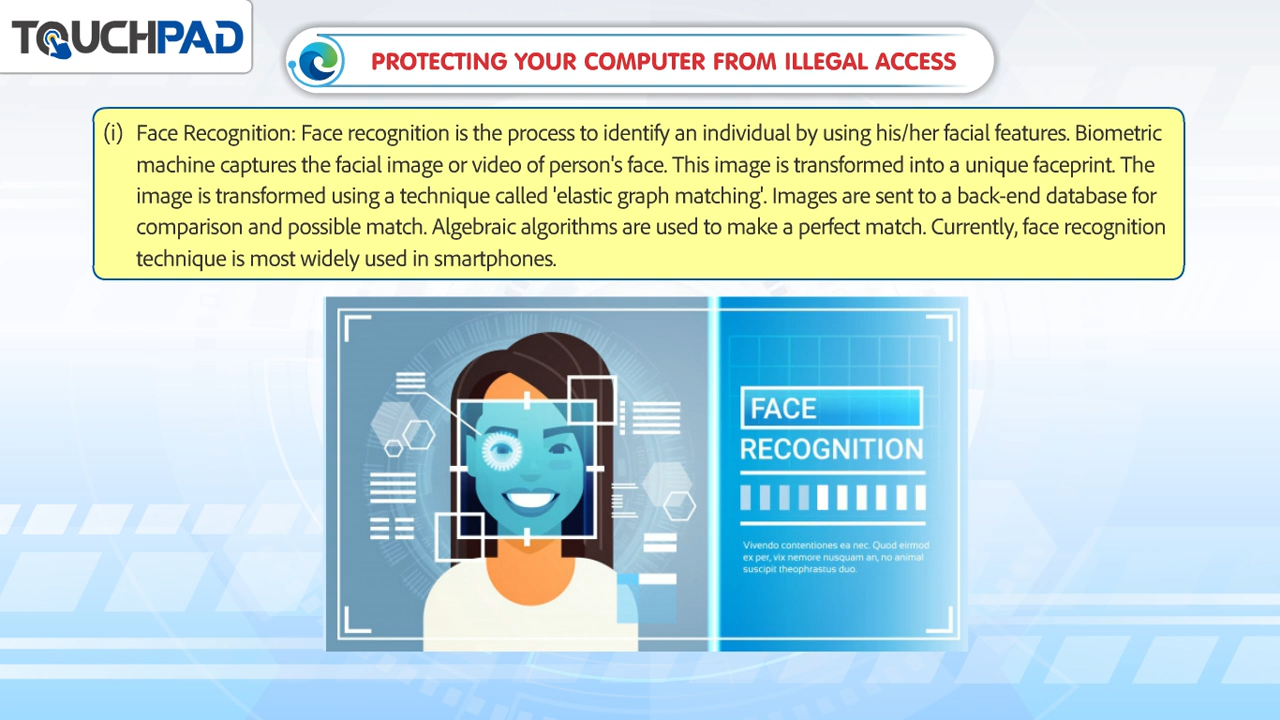 TOUCHPAD
PROTECTING YOUR COMPUTER FROM ILLEGAL ACCESS
(i) Face Recognition: Face recognition is the process to identify an individual by using his/her facial features. Biometric
machine captures the facial image or video of person's face. This image is transformed into a unique faceprint. The
image is transformed using a technique called 'elastic graph matching'. Images are sent to a back-end database for
comparison and possible match. Algebraic algorithms are used to make a perfect match. Currently, face recognition
technique is most widely used in smartphones.
FACE
RECOGNITION
Vivendo contentiones ea nec. Quod eirmod
ex per, vix nemore nusquam an, no animal
suscipit theophrastus duo.